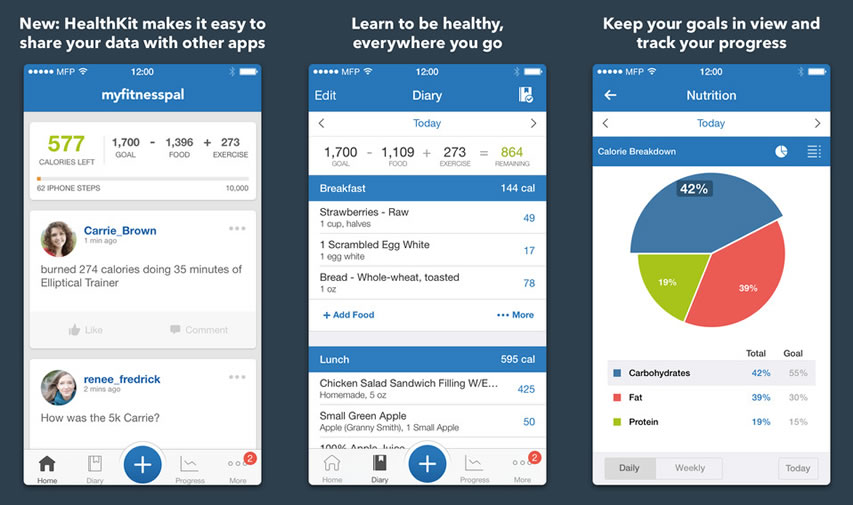 New: HealthKit makes it easy to
share your data with other apps
MFP 12:00
myfitnesspal
577
CALORIES LEFT
1,700 - 1,396 + 273
GOAL FOOD EXERCISE
62 IPHONE STEPS 10,000
Carrie_Brown
1 min ago
burned 274 calories doing 35 minutes of
Elliptical Trainer
Like Comment
renee_fredrick
2 mins ago
How was the 5k Carrie?
2
Home Diary + Progress More
Learn to be healthy,
everywhere you go
MFP 12:00
Edit Diary
< Today >
1,700 - 1,109 + 273 = 864
GOAL FOOD EXERCISE REMAINING
Breakfast 144 cal
Strawberries - Raw
1 cup, halves 49
1 Scrambled Egg White
1 egg white 17
Bread - Whole-wheat, toasted
1 oz 78
+ Add Food ••• More
Lunch 595 cal
Chicken Salad Sandwich Filling W/E...
Homemade, 5 oz 425
Small Green Apple
Apple (Granny Smith), 1 Small Apple 50
100% Apple Juice
2
Home Diary + Progress More
Keep your goals in view and
track your progress
MFP 12:00
Nutrition
< Today >
Calorie Breakdown
42%
19%
39%
Total Goal
Carbohydrates 42% 55%
Fat 39% 30%
Protein 19% 15%
Daily Weekly Today